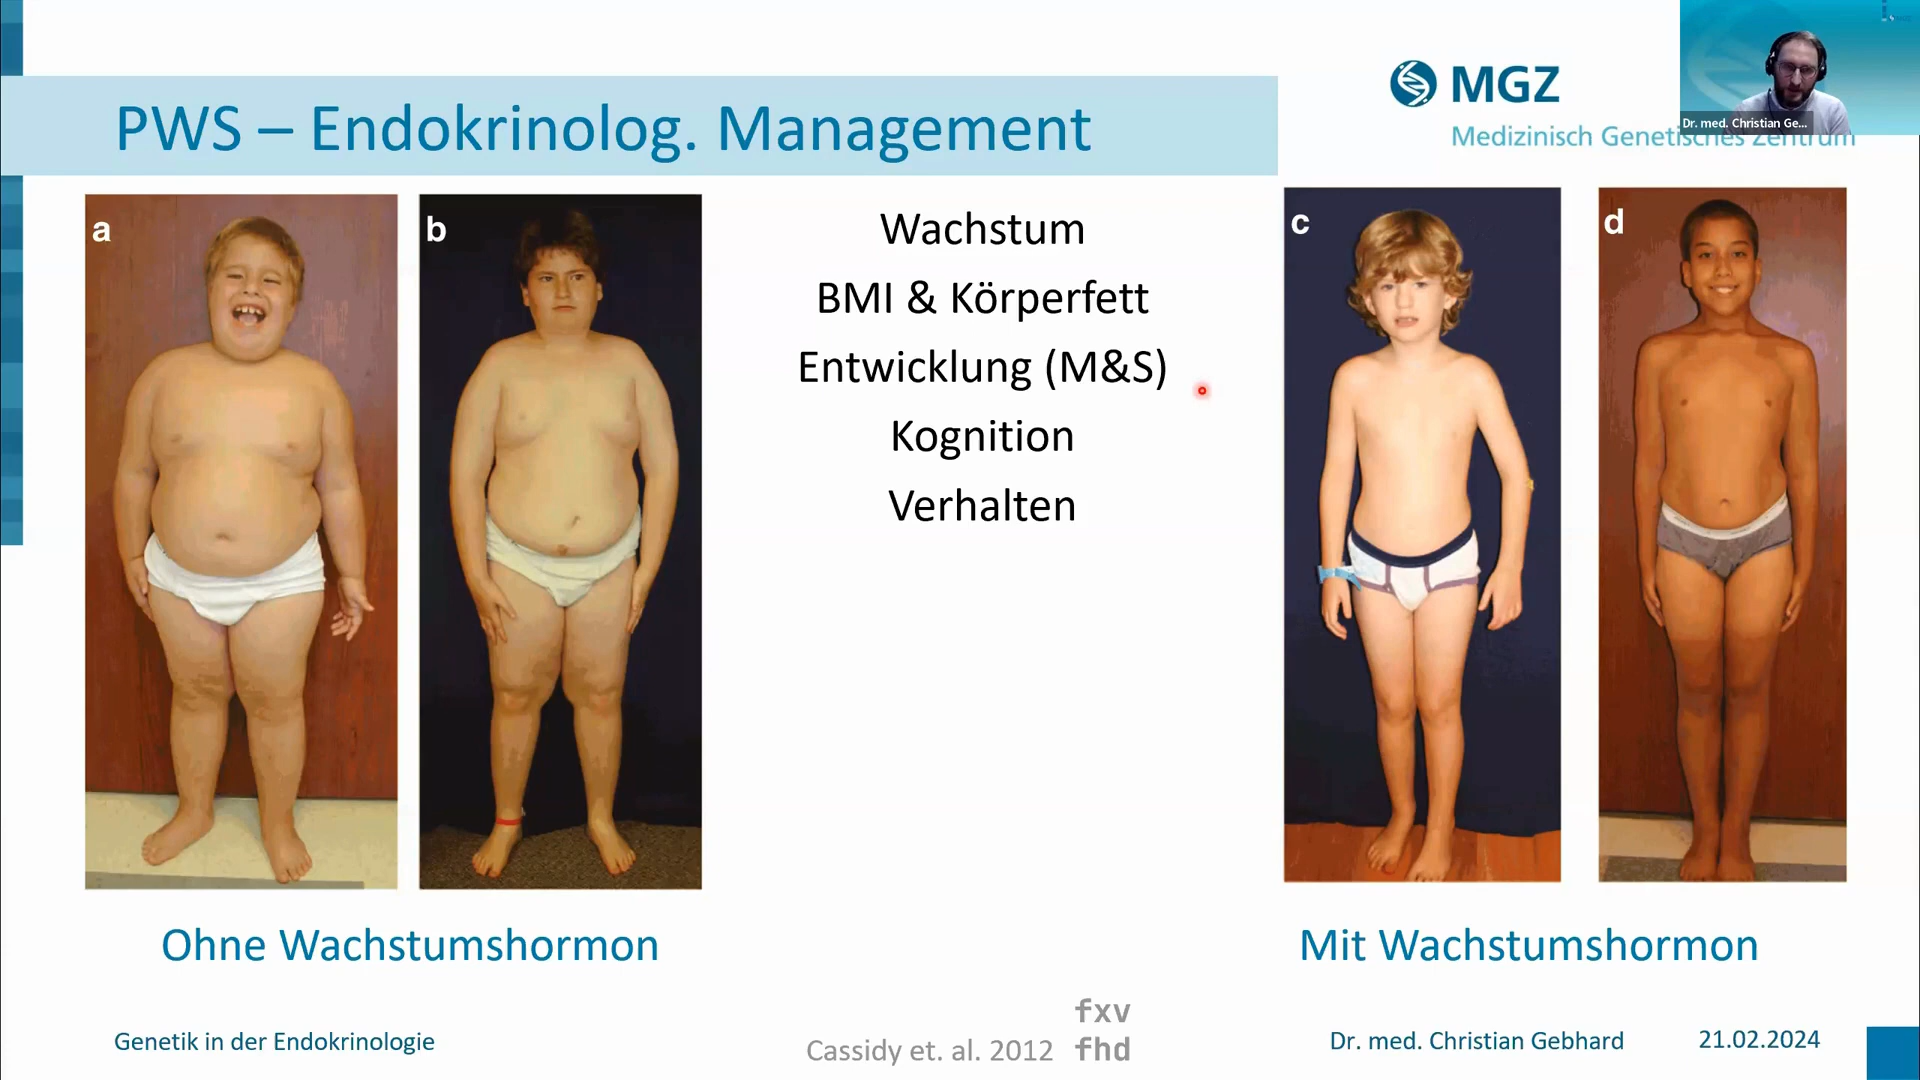 PWS – Endokrinolog. Management
MGZ
Medizinisch Genetisches Zentrum
Dr. med. Christian Ge...
a
b
c
d
Wachstum
BMI & Körperfett
Entwicklung (M&S)
Kognition
Verhalten
Ohne Wachstumshormon
Mit Wachstumshormon
Genetik in der Endokrinologie
Cassidy et. al. 2012
fxv
fhd
Dr. med. Christian Gebhard
21.02.2024